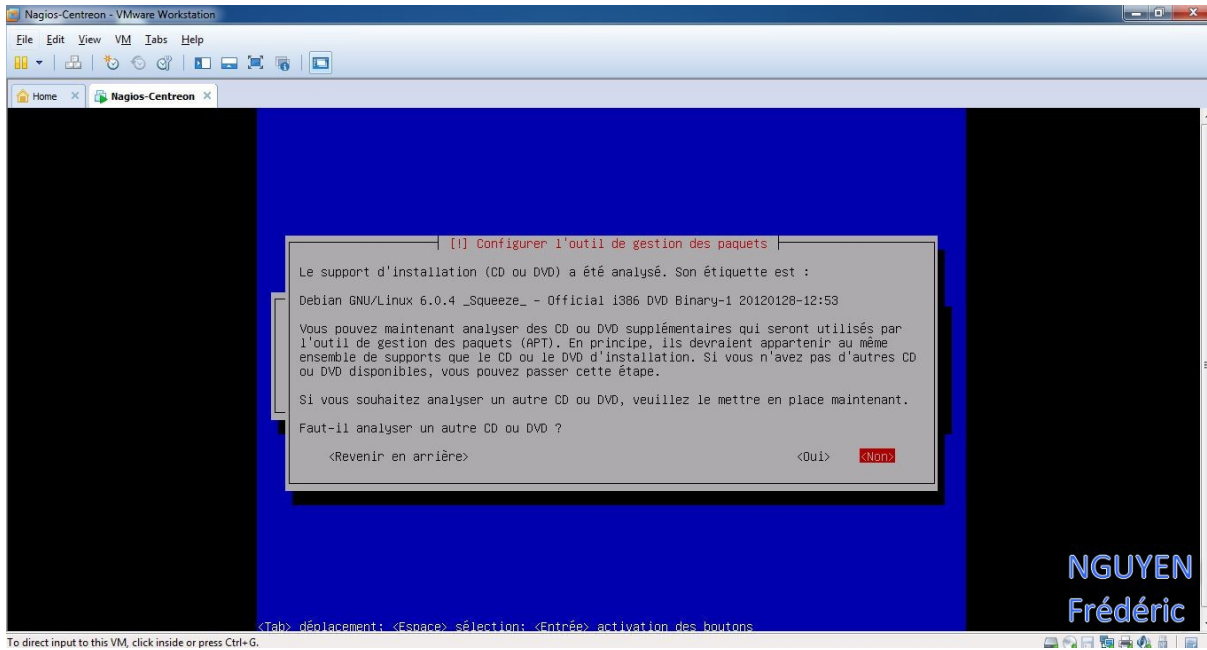 Nagios-Centreon - VMware Workstation
File Edit View VM Tabs Help
Home Nagios-Centreon
[!] Configurer l'outil de gestion des paquets
Le support d'installation (CD ou DVD) a été analysé. Son étiquette est :
Debian GNU/Linux 6.0.4 _Squeeze_ - Official i386 DVD Binary-1 20120128-12:53
Vous pouvez maintenant analyser des CD ou DVD supplémentaires qui seront utilisés par
l'outil de gestion des paquets (APT). En principe, ils devraient appartenir au même
ensemble de supports que le CD ou le DVD d'installation. Si vous n'avez pas d'autres CD
ou DVD disponibles, vous pouvez passer cette étape.
Si vous souhaitez analyser un autre CD ou DVD, veuillez le mettre en place maintenant.
Faut-il analyser un autre CD ou DVD ?
<Revenir en arrière> <Oui> <Non>
NGUYEN
Frédéric
<Tab> déplacement; <Espace> sélection; <Entrée> activation des boutons
To direct input to this VM, click inside or press Ctrl+G.